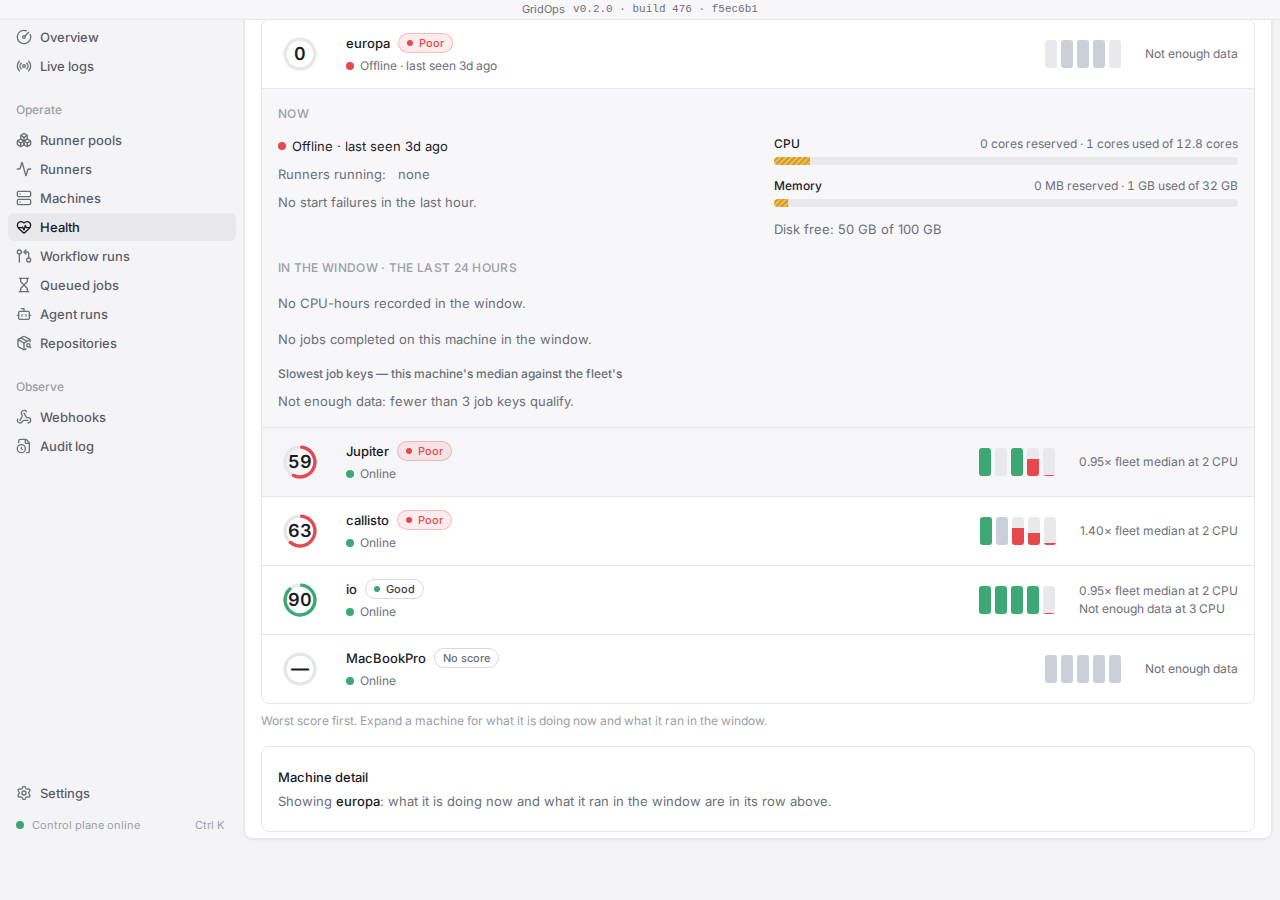 GridOps v0.2.0 · build 476 · f5ec6b1
Overview
Live logs
Operate
Runner pools
Runners
Machines
Health
Workflow runs
Queued jobs
Agent runs
Repositories
Observe
Webhooks
Audit log
Settings
Control plane online Ctrl K
0
europa Poor
Offline · last seen 3d ago
Not enough data
NOW
Offline · last seen 3d ago
Runners running: none
No start failures in the last hour.
CPU 0 cores reserved · 1 cores used of 12.8 cores
Memory 0 MB reserved · 1 GB used of 32 GB
Disk free: 50 GB of 100 GB
IN THE WINDOW · THE LAST 24 HOURS
No CPU-hours recorded in the window.
No jobs completed on this machine in the window.
Slowest job keys — this machine's median against the fleet's
Not enough data: fewer than 3 job keys qualify.
59
Jupiter Poor
Online
0.95× fleet median at 2 CPU
63
callisto Poor
Online
1.40× fleet median at 2 CPU
90
io Good
Online
0.95× fleet median at 2 CPU
Not enough data at 3 CPU
—
MacBookPro No score
Online
Not enough data
Worst score first. Expand a machine for what it is doing now and what it ran in the window.
Machine detail
Showing europa: what it is doing now and what it ran in the window are in its row above.